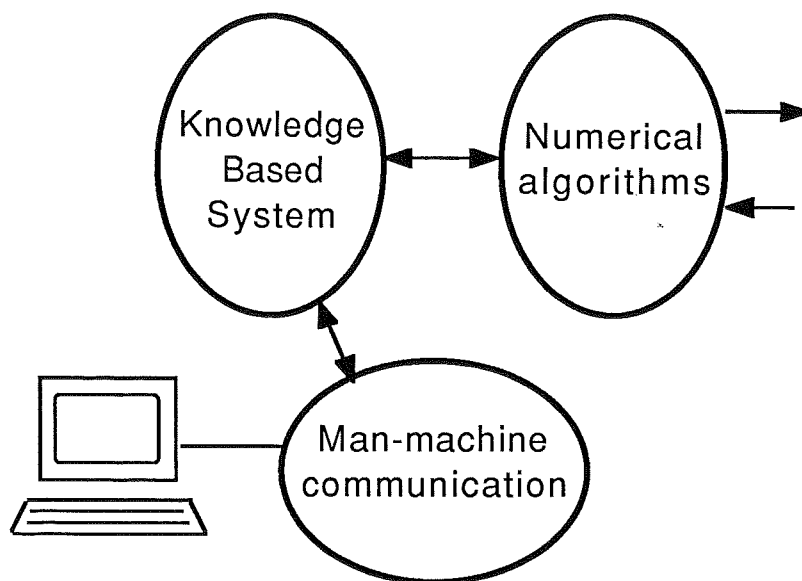 Knowledge
Based
System
Numerical
algorithms
Man-machine
communication